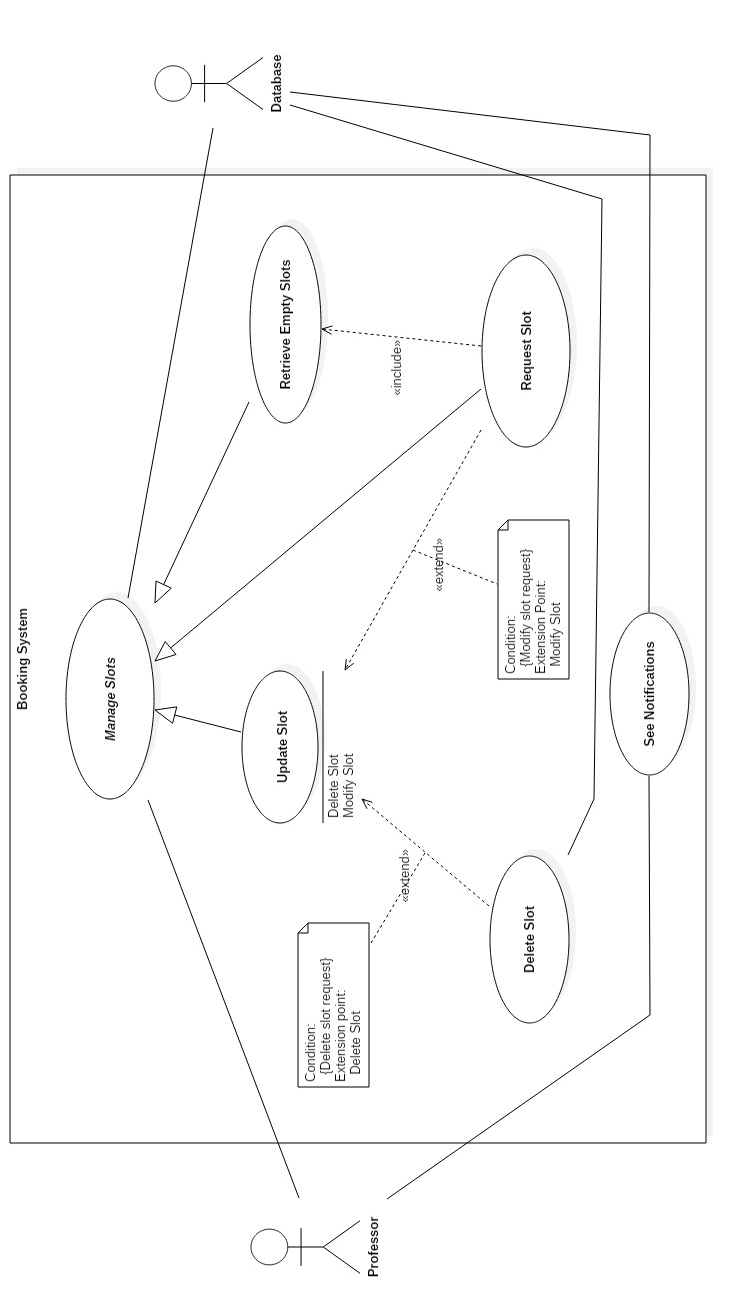 Booking System
Manage Slots
Professor
Database
Update Slot
Delete Slot
Modify Slot
Retrieve Empty Slots
Condition:
{Delete slot request}
Extension point:
Delete Slot
«extend»
«extend»
«include»
Condition:
{Modify slot request}
Extension Point:
Modify Slot
Delete Slot
Request Slot
See Notifications